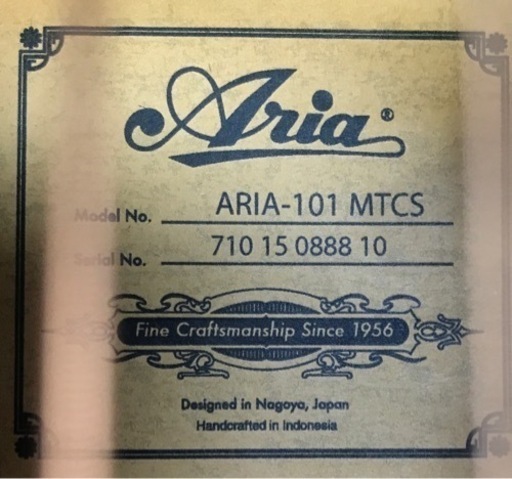 Aria®
Model No. ARIA-101 MTCS
Serial No. 710 15 0888 10
Fine Craftsmanship Since 1956
Designed in Nagoya, Japan
Handcrafted in Indonesia